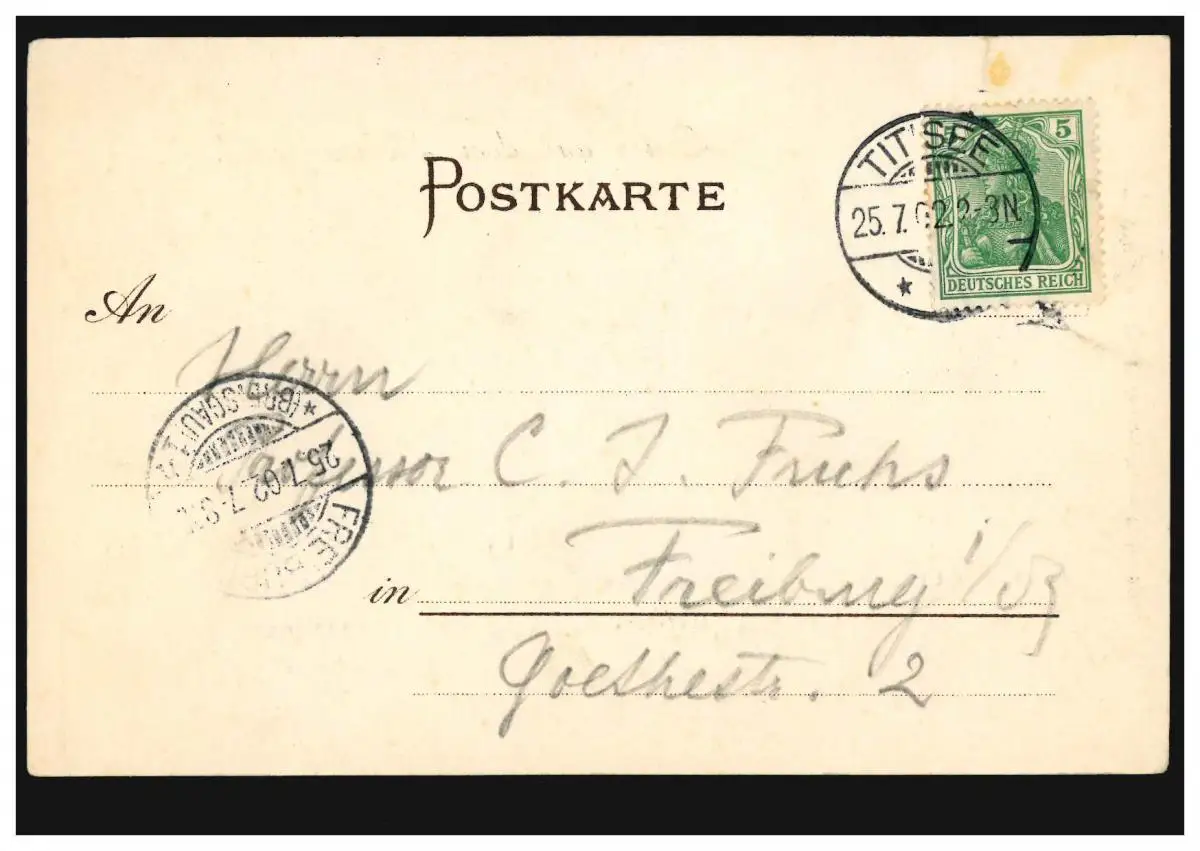 POSTKARTE
TITISEE
25.7.02.2-3N
5
DEUTSCHES REICH
An
Herrn
C. J. Fuchs
in Freiburg i/B
Goethestr. 2
FREIBURG
(BREISGAU)
25.7.02.7-8N